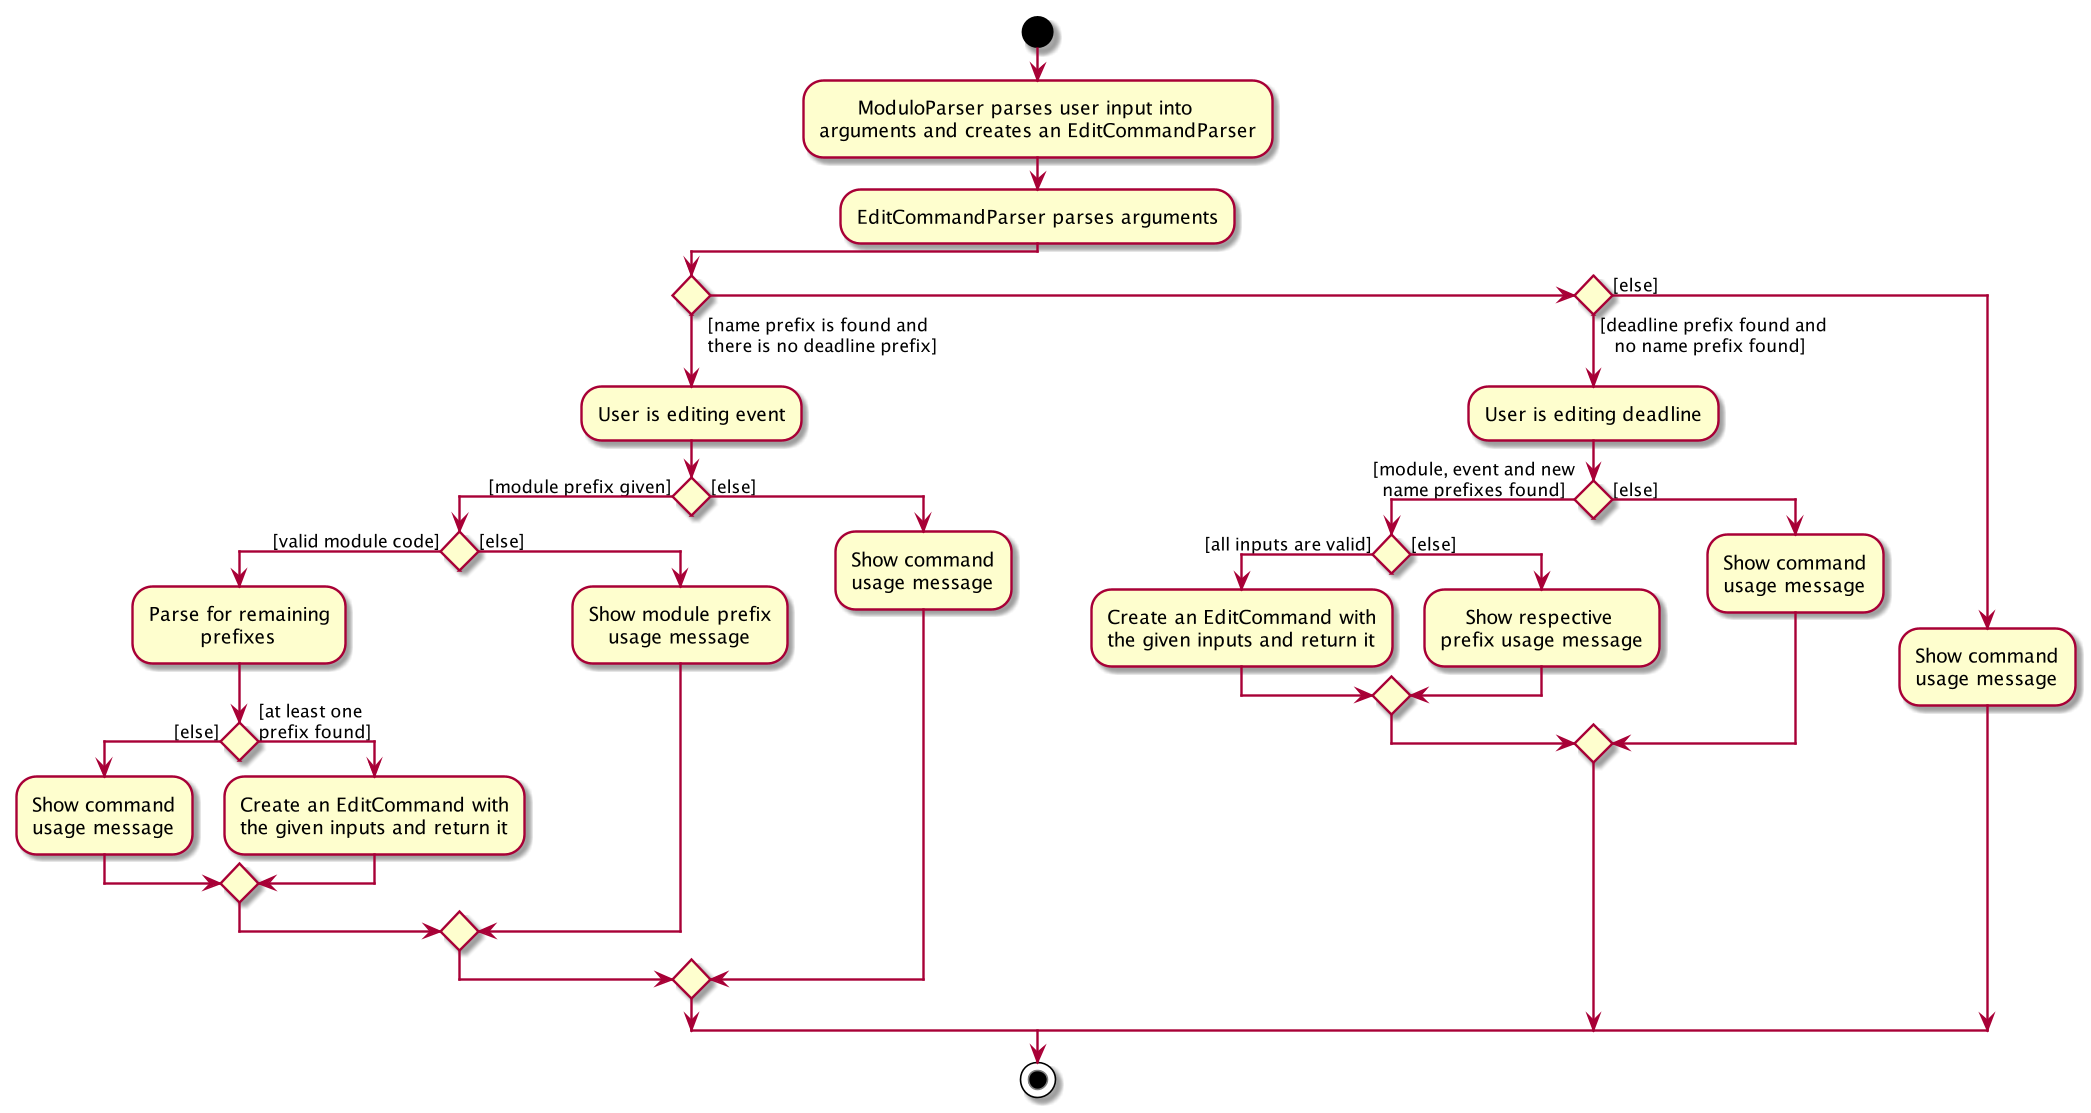 ModuloParser parses user input into
arguments and creates an EditCommandParser
EditCommandParser parses arguments
[name prefix is found and
there is no deadline prefix]
[else]
[deadline prefix found and
no name prefix found]
User is editing event
User is editing deadline
[module prefix given]
[else]
[module, event and new
name prefixes found]
[else]
[valid module code]
[else]
Show command
usage message
[all inputs are valid]
[else]
Show command
usage message
Parse for remaining
prefixes
Show module prefix
usage message
Create an EditCommand with
the given inputs and return it
Show respective
prefix usage message
Show command
usage message
[else]
[at least one
prefix found]
Show command
usage message
Create an EditCommand with
the given inputs and return it